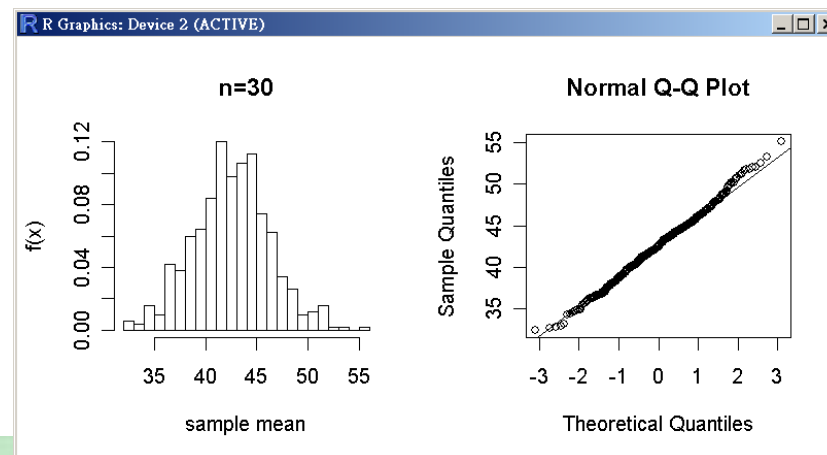 R R Graphics: Device 2 (ACTIVE)
n=30
f(x)
0.12
0.08
0.04
0.00
35 40 45 50 55
sample mean
Normal Q-Q Plot
Sample Quantiles
55
50
45
40
35
-3 -2 -1 0 1 2 3
Theoretical Quantiles